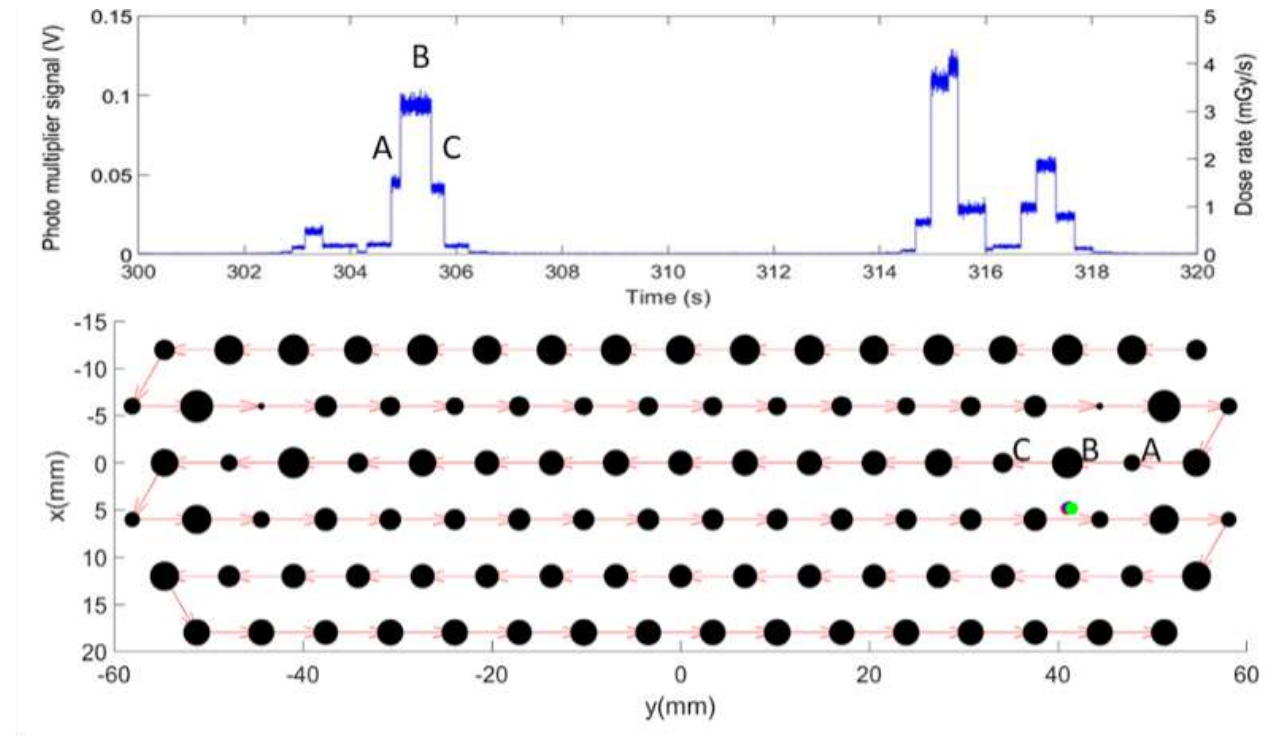 0.15
0.1
0.05
0
Photo multiplier signal (V)
A
B
C
5
4
3
2
1
0
Dose rate (mGy/s)
300 302 304 306 308 310 312 314 316 318 320
Time (s)
-15
-10
-5
0
5
10
15
20
x(mm)
C B A
-60 -40 -20 0 20 40 60
y(mm)